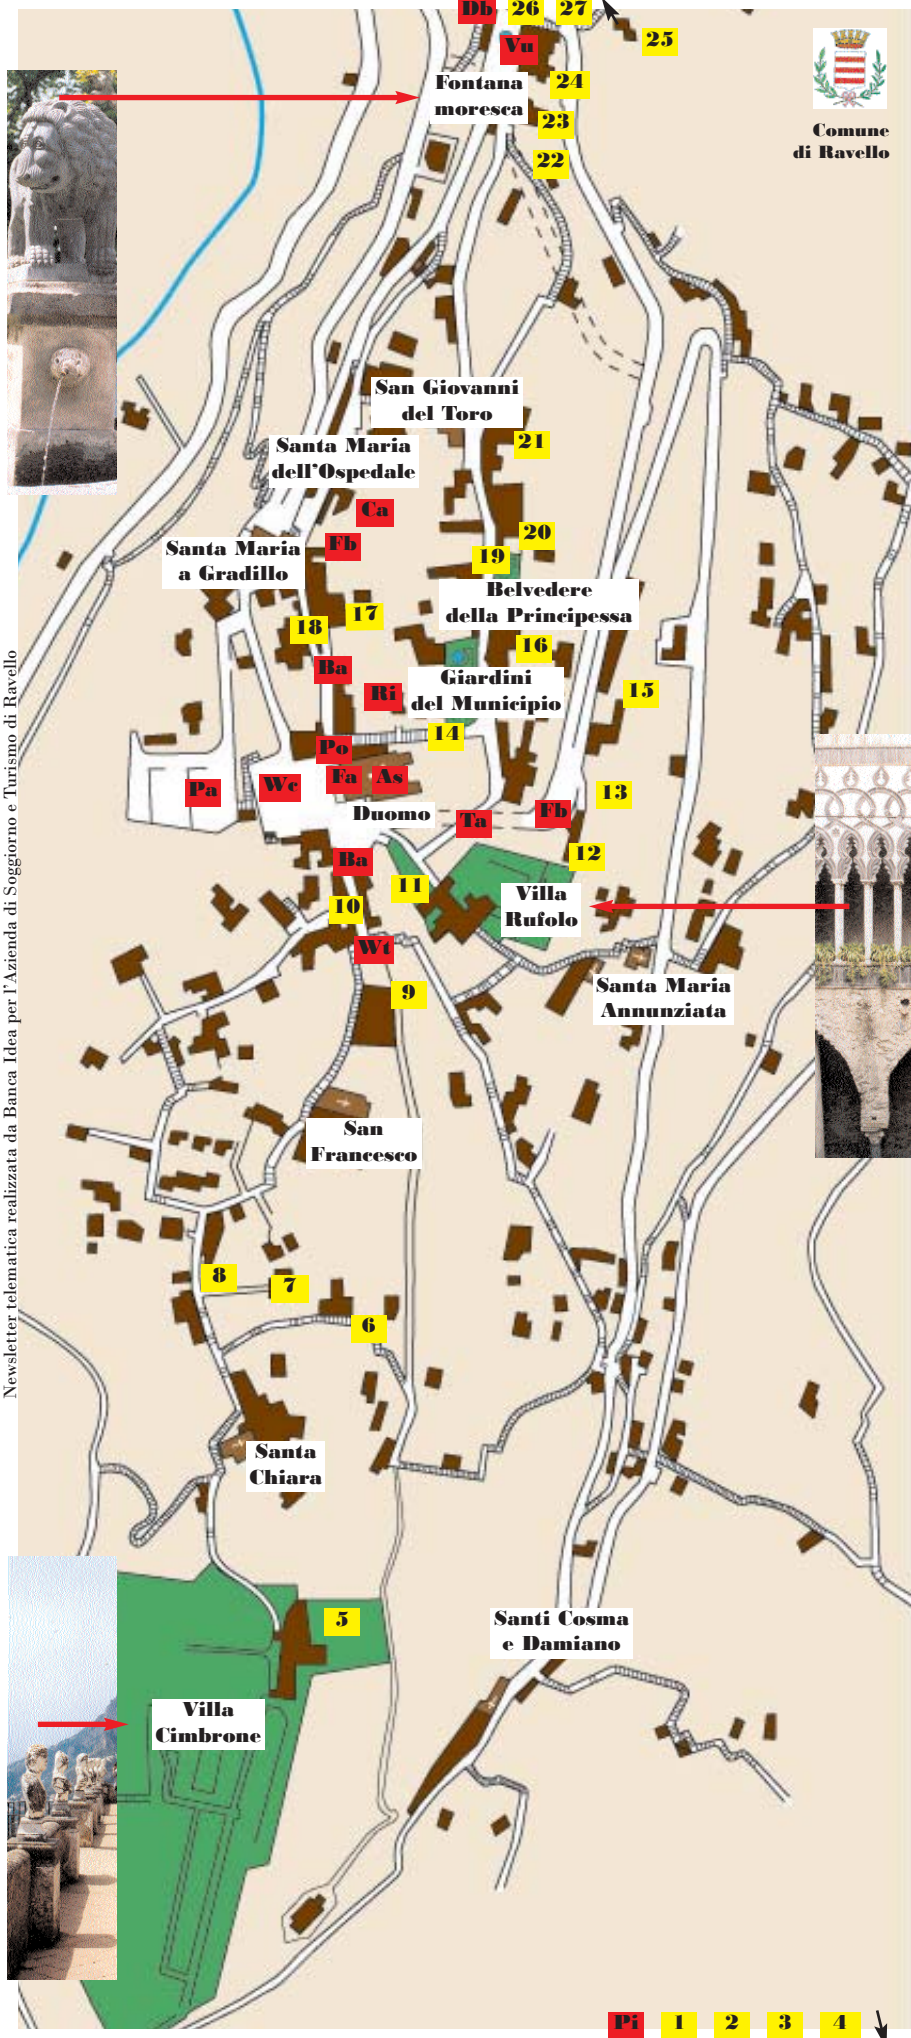 Db 26 27
Vu 25
Fontana
moresca
24
23
22
Comune
di Ravello
San Giovanni
del Toro
21
Santa Maria
dell'Ospedale
Ca
Fb
20
19
Santa Maria
a Gradillo
Belvedere
della Principessa
17
18
16
Ba
Giardini
del Municipio
Ri
15
14
Po
Pa
Wc
Fa
As
13
Duomo
Ta
Fb
12
Ba
11
Villa
Rufolo
10
Wt
9
Santa Maria
Annunziata
San
Francesco
8
7
6
Santa
Chiara
5
Santi Cosma
e Damiano
Villa
Cimbrone
Pi 1 2 3 4
Newsletter telematica realizzata da Banca Idea per l'Azienda di Soggiorno e Turismo di Ravello